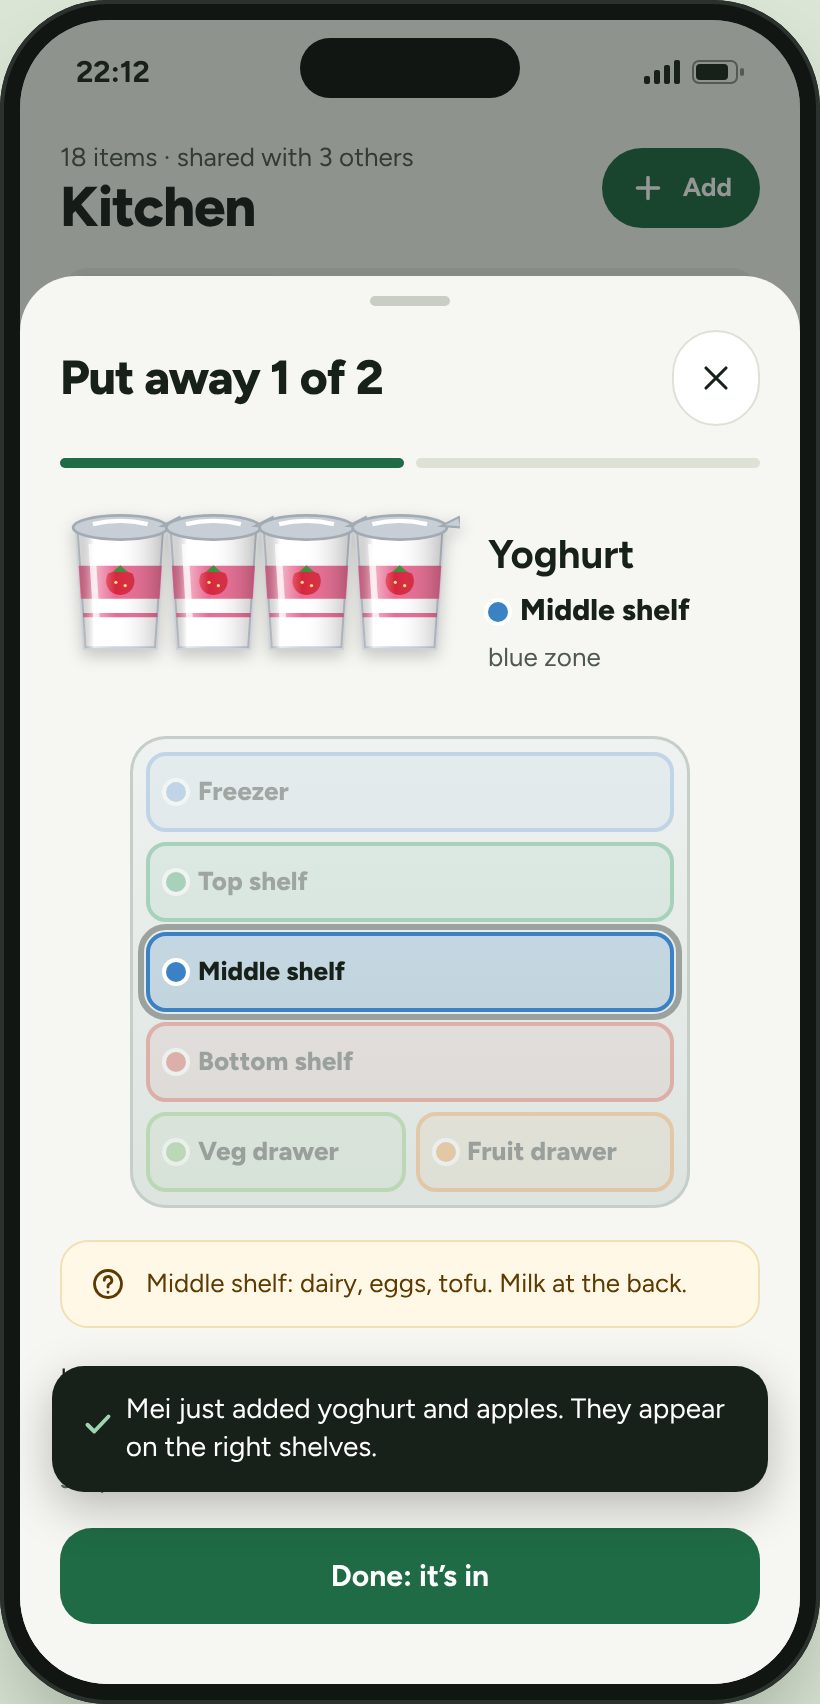 22:12
18 items · shared with 3 others
Kitchen
Add
Put away 1 of 2
Yoghurt
Middle shelf
blue zone
Freezer
Top shelf
Middle shelf
Bottom shelf
Veg drawer
Fruit drawer
Middle shelf: dairy, eggs, tofu. Milk at the back.
Mei just added yoghurt and apples. They appear
on the right shelves.
Done: it’s in